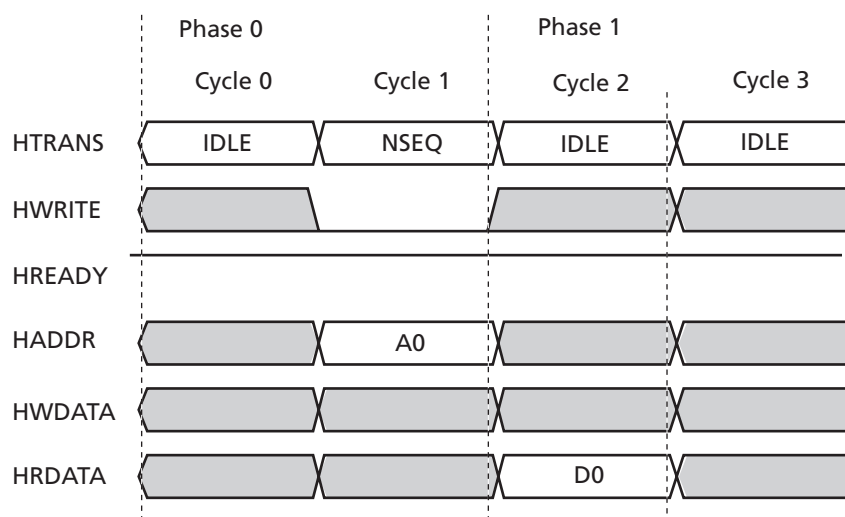 Phase 0 Phase 1
Cycle 0 Cycle 1 Cycle 2 Cycle 3
HTRANS IDLE NSEQ IDLE IDLE
HWRITE
HREADY
HADDR A0
HWDATA
HRDATA D0